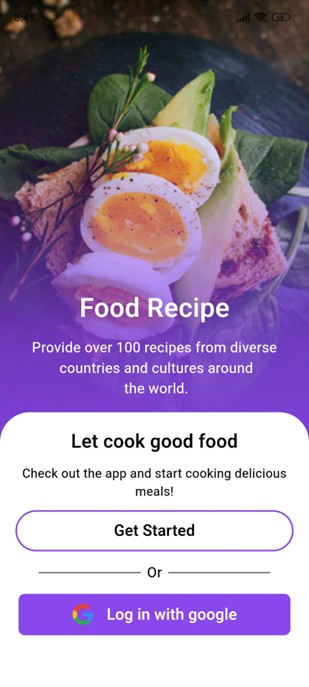 8:49
Food Recipe
Provide over 100 recipes from diverse
countries and cultures around
the world.
Let cook good food
Check out the app and start cooking delicious
meals!
Get Started
Or
Log in with google